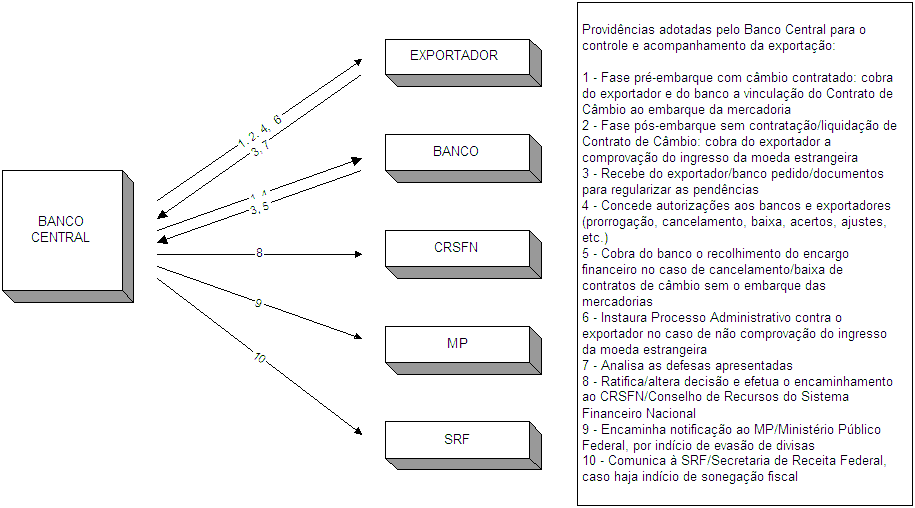 EXPORTADOR
1, 2, 4, 6
3, 7
BANCO
1, 4
3, 5
BANCO
CENTRAL
CRSFN
8
9
MP
10
SRF
Providências adotadas pelo Banco Central para o
controle e acompanhamento da exportação:
1 - Fase pré-embarque com câmbio contratado: cobra
do exportador e do banco a vinculação do Contrato de
Câmbio ao embarque da mercadoria
2 - Fase pós-embarque sem contratação/liquidação de
Contrato de Câmbio: cobra do exportador a
comprovação do ingresso da moeda estrangeira
3 - Recebe do exportador/banco pedido/documentos
para regularizar as pendências
4 - Concede autorizações aos bancos e exportadores
(prorrogação, cancelamento, baixa, acertos, ajustes,
etc.)
5 - Cobra do banco o recolhimento do encargo
financeiro no caso de cancelamento/baixa de
contratos de câmbio sem o embarque das
mercadorias
6 - Instaura Processo Administrativo contra o
exportador no caso de não comprovação do ingresso
da moeda estrangeira
7 - Analisa as defesas apresentadas
8 - Ratifica/altera decisão e efetua o encaminhamento
ao CRSFN/Conselho de Recursos do Sistema
Financeiro Nacional
9 - Encaminha notificação ao MP/Ministério Público
Federal, por indício de evasão de divisas
10 - Comunica à SRF/Secretaria de Receita Federal,
caso haja indício de sonegação fiscal